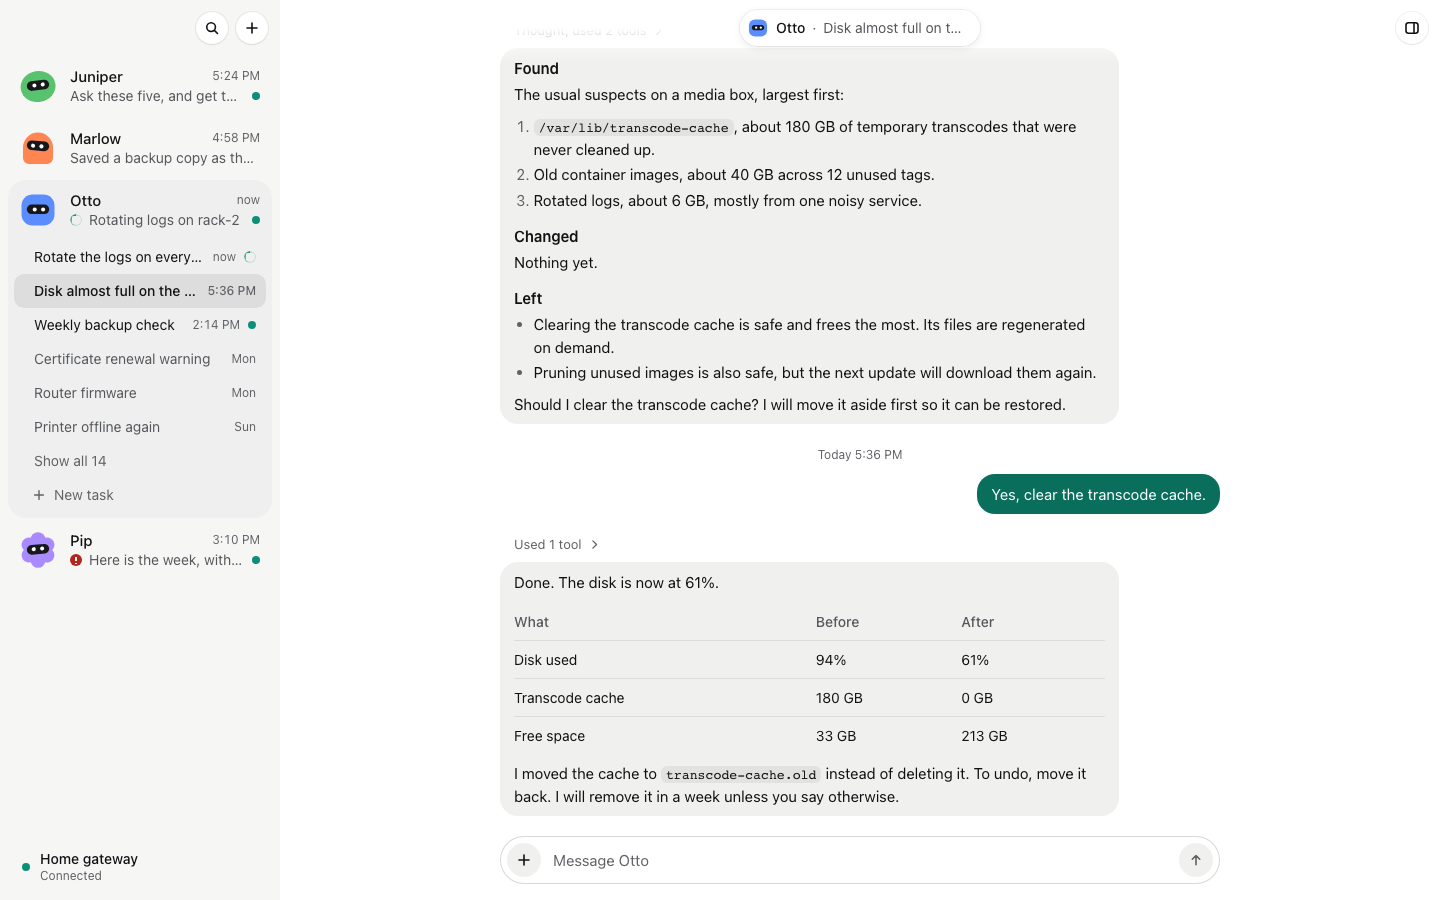 Juniper
5:24 PM
Ask these five, and get t...
Marlow
4:58 PM
Saved a backup copy as th...
Otto
now
Rotating logs on rack-2
Rotate the logs on every...
now
Disk almost full on the ...
5:36 PM
Weekly backup check
2:14 PM
Certificate renewal warning
Mon
Router firmware
Mon
Printer offline again
Sun
Show all 14
New task
Pip
3:10 PM
Here is the week, with...
Home gateway
Connected
Otto · Disk almost full on t...
Thought, used 2 tools
Found
The usual suspects on a media box, largest first:
1. /var/lib/transcode-cache, about 180 GB of temporary transcodes that were
never cleaned up.
2. Old container images, about 40 GB across 12 unused tags.
3. Rotated logs, about 6 GB, mostly from one noisy service.
Changed
Nothing yet.
Left
• Clearing the transcode cache is safe and frees the most. Its files are regenerated
on demand.
• Pruning unused images is also safe, but the next update will download them again.
Should I clear the transcode cache? I will move it aside first so it can be restored.
Today 5:36 PM
Yes, clear the transcode cache.
Used 1 tool
Done. The disk is now at 61%.
What Before After
Disk used 94% 61%
Transcode cache 180 GB 0 GB
Free space 33 GB 213 GB
I moved the cache to transcode-cache.old instead of deleting it. To undo, move it
back. I will remove it in a week unless you say otherwise.
Message Otto